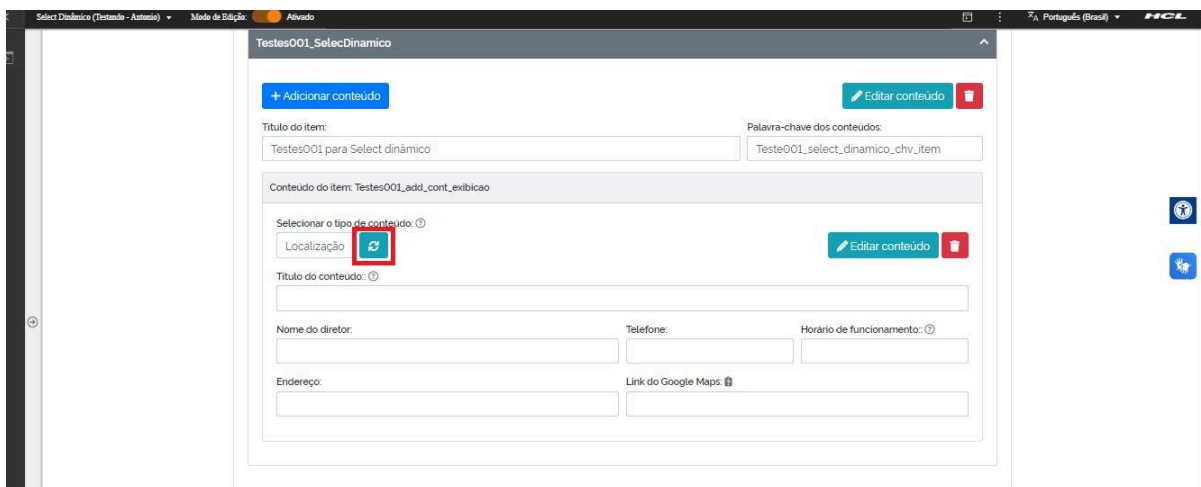 Select Dinâmico (Testando - Antonio) Modo de Edição: Ativado Português (Brasil) HCL
Testes001_SelecDinamico
+ Adicionar conteúdo Editar conteúdo
Título do item: Palavra-chave dos conteúdos:
Testes001 para Select dinâmico Teste001_select_dinamico_chv_item
Conteúdo do item: Testes001_add_cont_exibicao
Selecionar o tipo de conteúdo:
Localização Editar conteúdo
Título do conteúdo::
Nome do diretor: Telefone: Horário de funcionamento::
Endereço: Link do Google Maps: